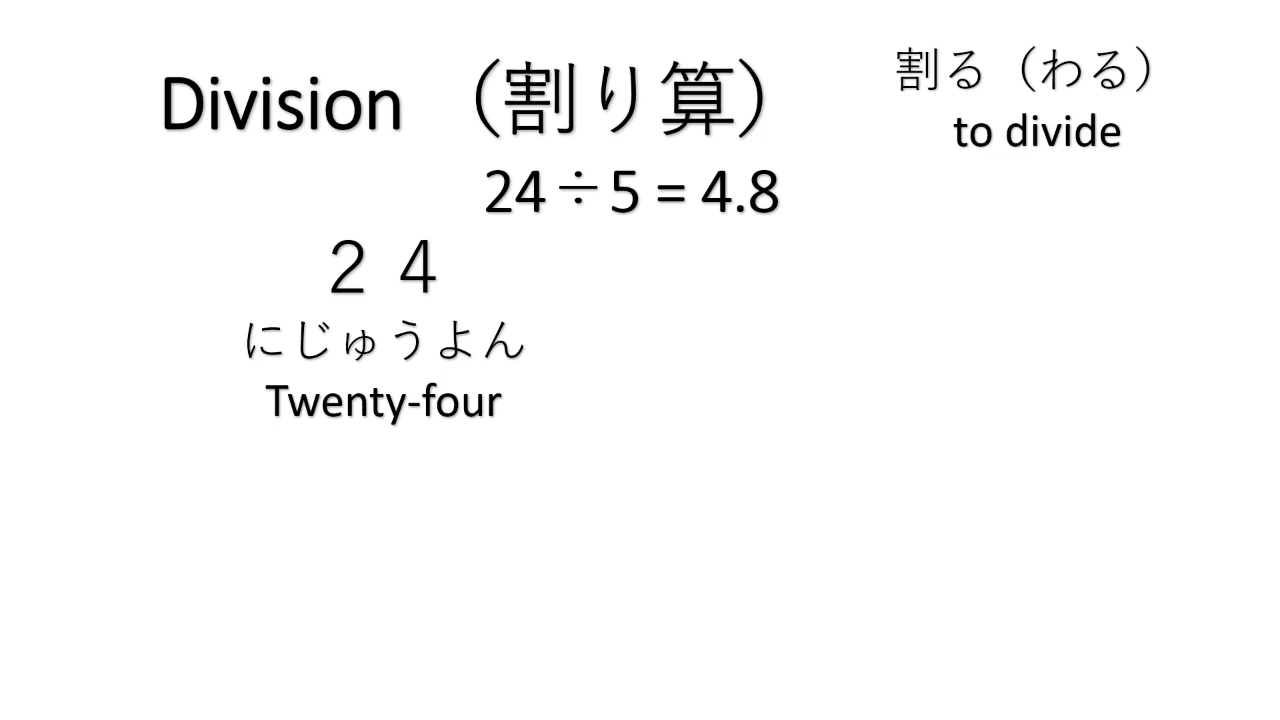 Division （割り算）
割る（わる）
to divide
24÷5 = 4.8
２４
にじゅうよん
Twenty-four